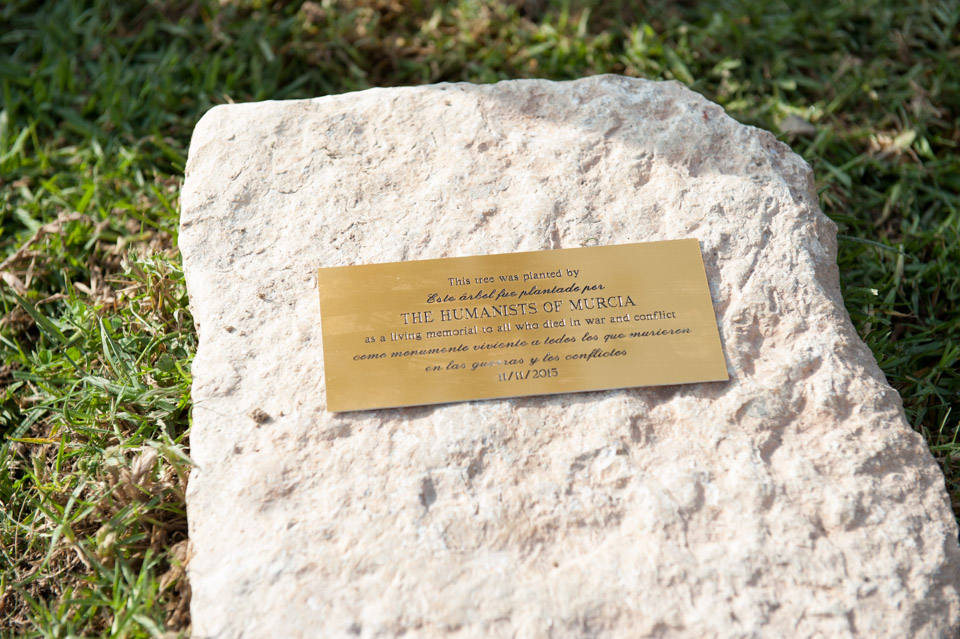 This tree was planted by
Este árbol fue plantado por
THE HUMANISTS OF MURCIA
as a living memorial to all who died in war and conflict
como monumento viviente a todos los que murieron
en las guerras y los conflictos
11/11/2015